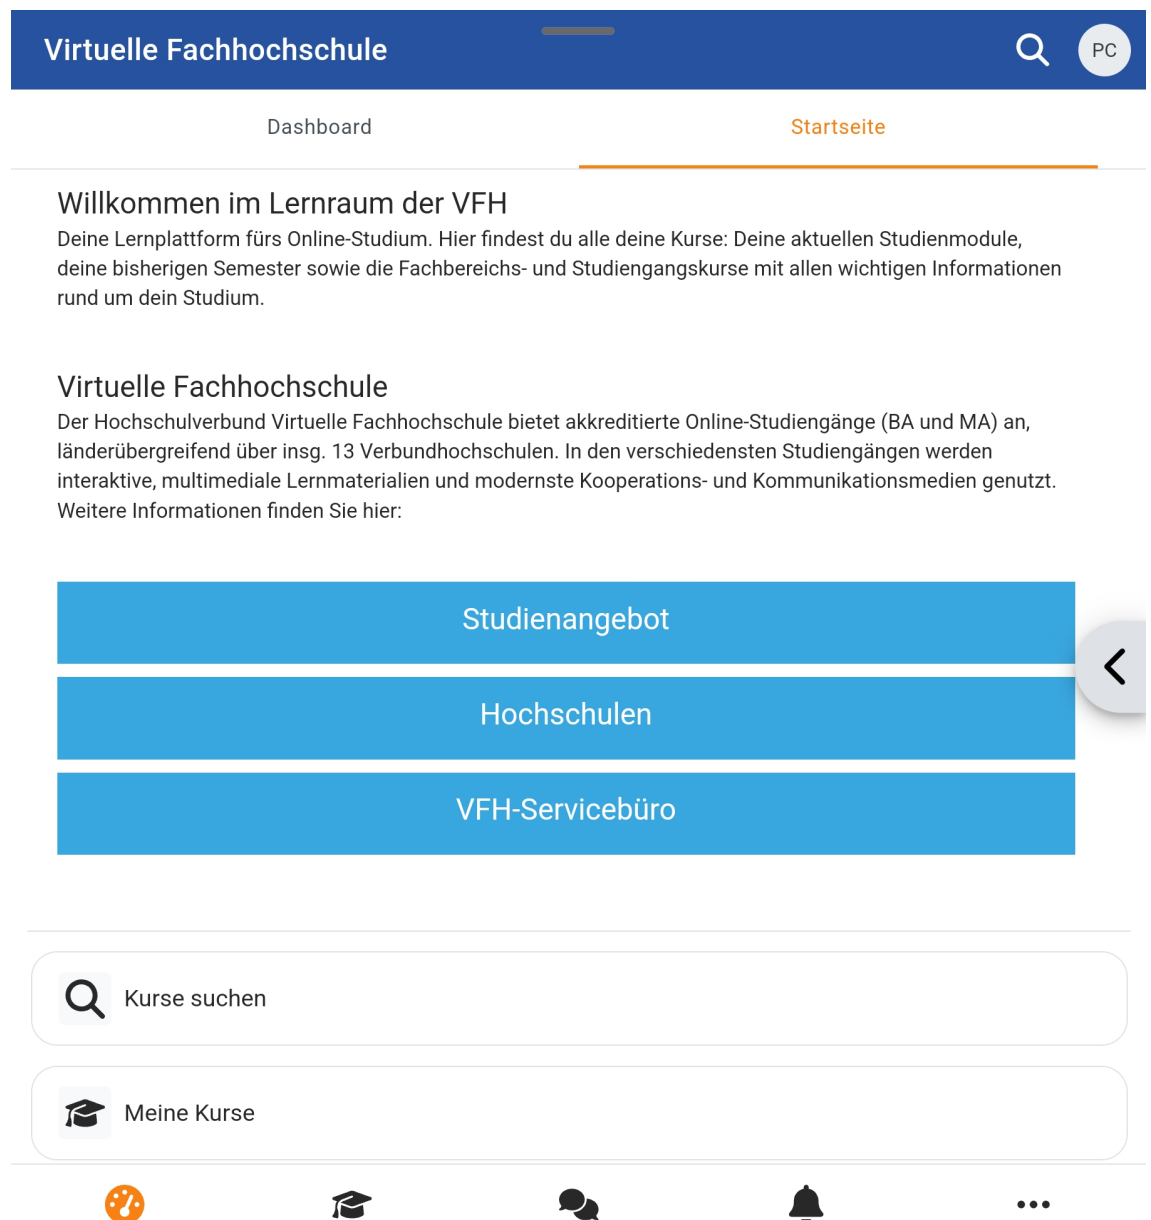 Virtuelle Fachhochschule
PC
Dashboard
Startseite
Willkommen im Lernraum der VFH
Deine Lernplattform fürs Online-Studium. Hier findest du alle deine Kurse: Deine aktuellen Studienmodule,
deine bisherigen Semester sowie die Fachbereichs- und Studiengangskurse mit allen wichtigen Informationen
rund um dein Studium.
Virtuelle Fachhochschule
Der Hochschulverbund Virtuelle Fachhochschule bietet akkreditierte Online-Studiengänge (BA und MA) an,
länderübergreifend über insg. 13 Verbundhochschulen. In den verschiedensten Studiengängen werden
interaktive, multimediale Lernmaterialien und modernste Kooperations- und Kommunikationsmedien genutzt.
Weitere Informationen finden Sie hier:
Studienangebot
Hochschulen
VFH-Servicebüro
Kurse suchen
Meine Kurse